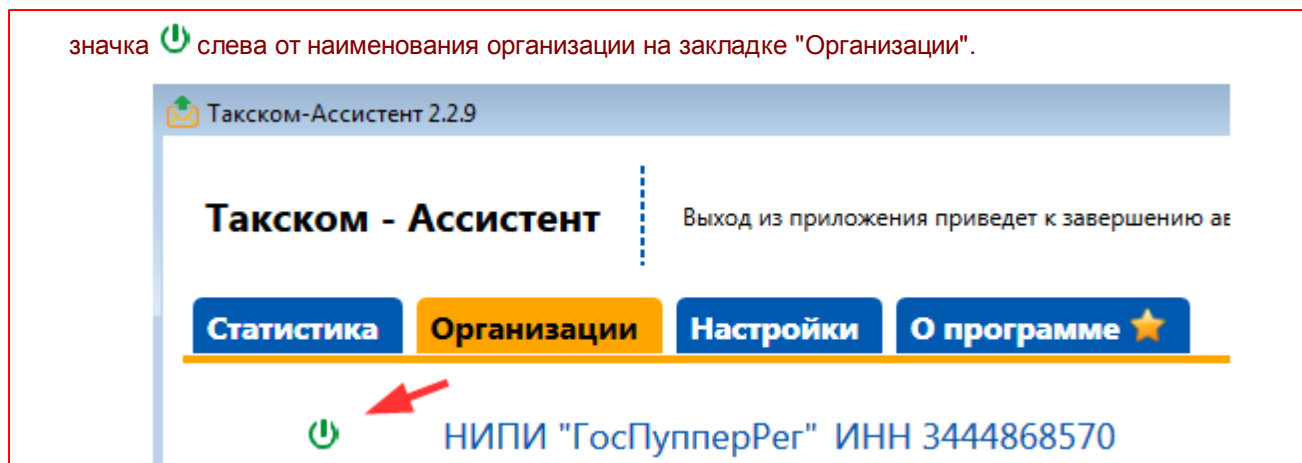 значка слева от наименования организации на закладке "Организации".
Такском-Ассистент 2.2.9
Такском - Ассистент
Выход из приложения приведет к завершению ав
Статистика Организации Настройки О программе
НИПИ "ГосПупперРег" ИНН 3444868570